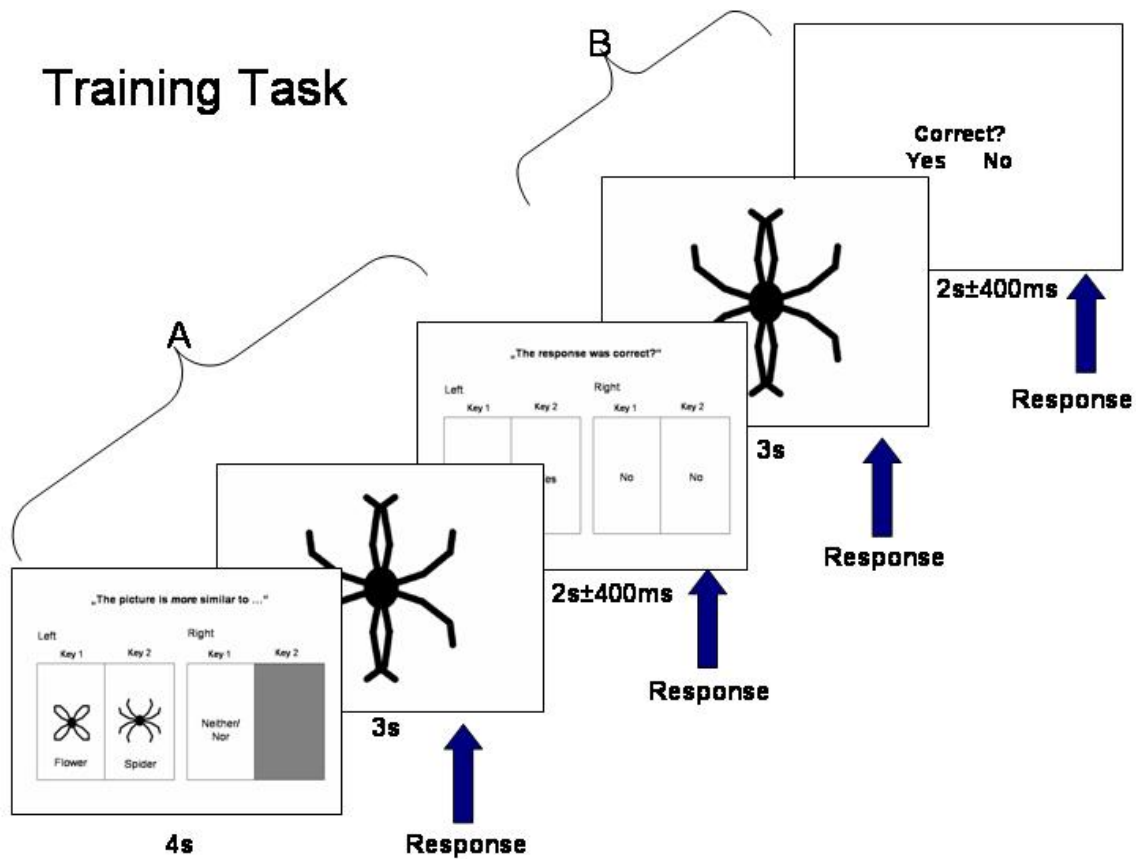 Training Task
A
B
„The picture is more similar to ..."
Left Right
Key 1 Key 2 Key 1 Key 2
Flower Spider Neither/
Nor
4s
3s
Response
„The response was correct?"
Left Right
Key 1 Key 2 Key 1 Key 2
No No
2s±400ms
Response
3s
Response
Correct?
Yes No
2s±400ms
Response